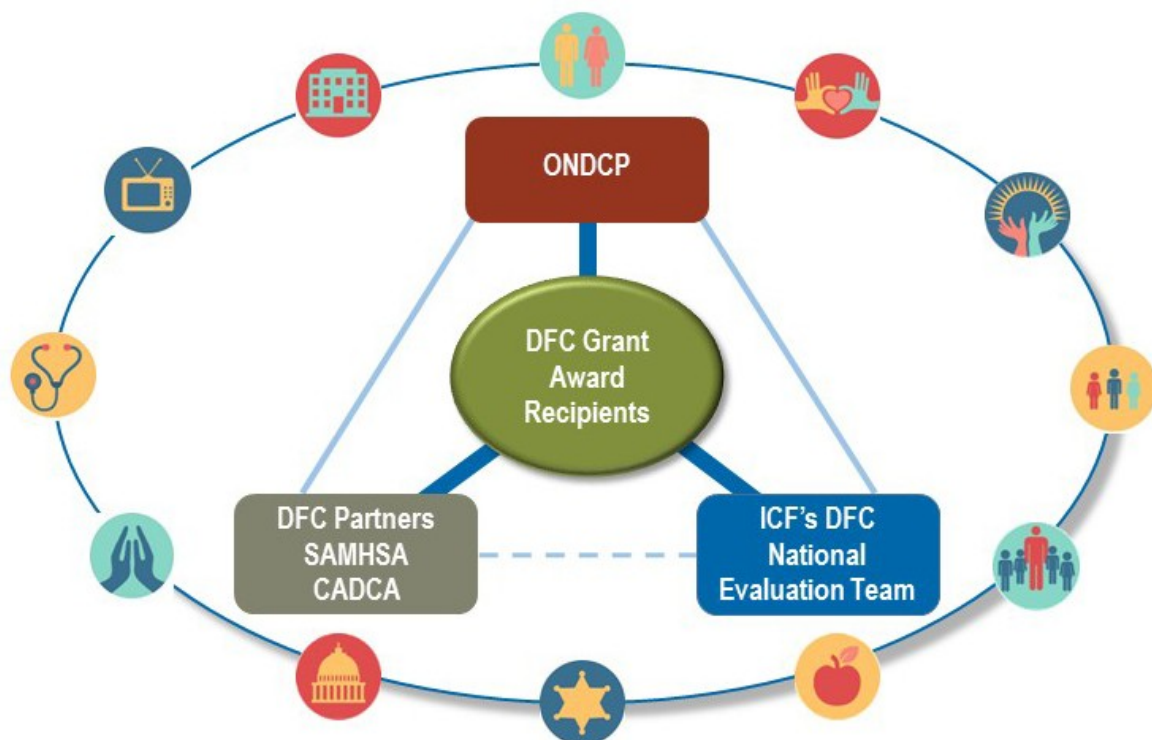 ONDCP
DFC Grant
Award
Recipients
DFC Partners
SAMHSA
CADCA
ICF's DFC
National
Evaluation Team